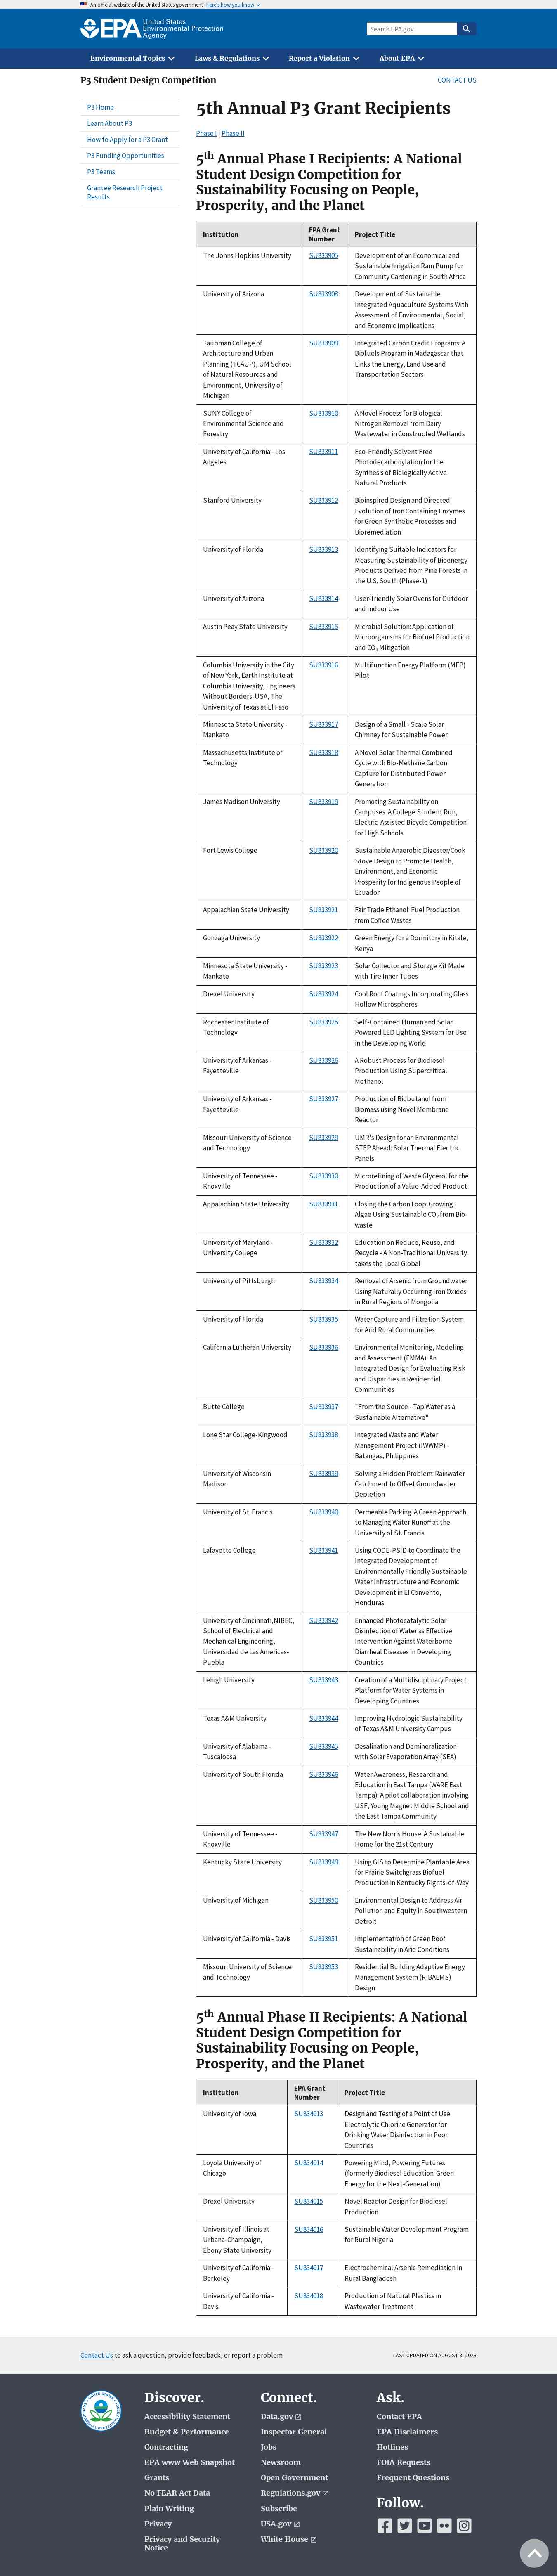 An official website of the United States government Here's how you know
EPA United States Environmental Protection Agency
Search EPA.gov
Environmental Topics Laws & Regulations Report a Violation About EPA
P3 Student Design Competition
CONTACT US
P3 Home
Learn About P3
How to Apply for a P3 Grant
P3 Funding Opportunities
P3 Teams
Grantee Research Project
Results
5th Annual P3 Grant Recipients
Phase I | Phase II
5th Annual Phase I Recipients: A National
Student Design Competition for
Sustainability Focusing on People,
Prosperity, and the Planet
Institution EPA Grant Number Project Title
The Johns Hopkins University SU833905 Development of an Economical and Sustainable Irrigation Ram Pump for Community Gardening in South Africa
University of Arizona SU833908 Development of Sustainable Integrated Aquaculture Systems With Assessment of Environmental, Social, and Economic Implications
Taubman College of Architecture and Urban Planning (TCAUP), UM School of Natural Resources and Environment, University of Michigan SU833909 Integrated Carbon Credit Programs: A Biofuels Program in Madagascar that Links the Energy, Land Use and Transportation Sectors
SUNY College of Environmental Science and Forestry SU833910 A Novel Process for Biological Nitrogen Removal from Dairy Wastewater in Constructed Wetlands
University of California - Los Angeles SU833911 Eco-Friendly Solvent Free Photodecarbonylation for the Synthesis of Biologically Active Natural Products
Stanford University SU833912 Bioinspired Design and Directed Evolution of Iron Containing Enzymes for Green Synthetic Processes and Bioremediation
University of Florida SU833913 Identifying Suitable Indicators for Measuring Sustainability of Bioenergy Products Derived from Pine Forests in the U.S. South (Phase-1)
University of Arizona SU833914 User-friendly Solar Ovens for Outdoor and Indoor Use
Austin Peay State University SU833915 Microbial Solution: Application of Microorganisms for Biofuel Production and CO2 Mitigation
Columbia University in the City of New York, Earth Institute at Columbia University, Engineers Without Borders-USA, The University of Texas at El Paso SU833916 Multifunction Energy Platform (MFP) Pilot
Minnesota State University - Mankato SU833917 Design of a Small - Scale Solar Chimney for Sustainable Power
Massachusetts Institute of Technology SU833918 A Novel Solar Thermal Combined Cycle with Bio-Methane Carbon Capture for Distributed Power Generation
James Madison University SU833919 Promoting Sustainability on Campuses: A College Student Run, Electric-Assisted Bicycle Competition for High Schools
Fort Lewis College SU833920 Sustainable Anaerobic Digester/Cook Stove Design to Promote Health, Environment, and Economic Prosperity for Indigenous People of Ecuador
Appalachian State University SU833921 Fair Trade Ethanol: Fuel Production from Coffee Wastes
Gonzaga University SU833922 Green Energy for a Dormitory in Kitale, Kenya
Minnesota State University - Mankato SU833923 Solar Collector and Storage Kit Made with Tire Inner Tubes
Drexel University SU833924 Cool Roof Coatings Incorporating Glass Hollow Microspheres
Rochester Institute of Technology SU833925 Self-Contained Human and Solar Powered LED Lighting System for Use in the Developing World
University of Arkansas - Fayetteville SU833926 A Robust Process for Biodiesel Production Using Supercritical Methanol
University of Arkansas - Fayetteville SU833927 Production of Biobutanol from Biomass using Novel Membrane Reactor
Missouri University of Science and Technology SU833929 UMR's Design for an Environmental STEP Ahead: Solar Thermal Electric Panels
University of Tennessee - Knoxville SU833930 Microrefining of Waste Glycerol for the Production of a Value-Added Product
Appalachian State University SU833931 Closing the Carbon Loop: Growing Algae Using Sustainable CO2 from Bio-waste
University of Maryland - University College SU833932 Education on Reduce, Reuse, and Recycle - A Non-Traditional University takes the Local Global
University of Pittsburgh SU833934 Removal of Arsenic from Groundwater Using Naturally Occurring Iron Oxides in Rural Regions of Mongolia
University of Florida SU833935 Water Capture and Filtration System for Arid Rural Communities
California Lutheran University SU833936 Environmental Monitoring, Modeling and Assessment (EMMA): An Integrated Design for Evaluating Risk and Disparities in Residential Communities
Butte College SU833937 "From the Source - Tap Water as a Sustainable Alternative"
Lone Star College-Kingwood SU833938 Integrated Waste and Water Management Project (IWWMP) - Batangas, Philippines
University of Wisconsin Madison SU833939 Solving a Hidden Problem: Rainwater Catchment to Offset Groundwater Depletion
University of St. Francis SU833940 Permeable Parking: A Green Approach to Managing Water Runoff at the University of St. Francis
Lafayette College SU833941 Using CODE-PSID to Coordinate the Integrated Development of Environmentally Friendly Sustainable Water Infrastructure and Economic Development in El Convento, Honduras
University of Cincinnati,NIBEC, School of Electrical and Mechanical Engineering, Universidad de Las Americas-Puebla SU833942 Enhanced Photocatalytic Solar Disinfection of Water as Effective Intervention Against Waterborne Diarrheal Diseases in Developing Countries
Lehigh University SU833943 Creation of a Multidisciplinary Project Platform for Water Systems in Developing Countries
Texas A&M University SU833944 Improving Hydrologic Sustainability of Texas A&M University Campus
University of Alabama - Tuscaloosa SU833945 Desalination and Demineralization with Solar Evaporation Array (SEA)
University of South Florida SU833946 Water Awareness, Research and Education in East Tampa (WARE East Tampa): A pilot collaboration involving USF, Young Magnet Middle School and the East Tampa Community
University of Tennessee - Knoxville SU833947 The New Norris House: A Sustainable Home for the 21st Century
Kentucky State University SU833949 Using GIS to Determine Plantable Area for Prairie Switchgrass Biofuel Production in Kentucky Rights-of-Way
University of Michigan SU833950 Environmental Design to Address Air Pollution and Equity in Southwestern Detroit
University of California - Davis SU833951 Implementation of Green Roof Sustainability in Arid Conditions
Missouri University of Science and Technology SU833953 Residential Building Adaptive Energy Management System (R-BAEMS) Design
5th Annual Phase II Recipients: A National
Student Design Competition for
Sustainability Focusing on People,
Prosperity, and the Planet
Institution EPA Grant Number Project Title
University of Iowa SU834013 Design and Testing of a Point of Use Electrolytic Chlorine Generator for Drinking Water Disinfection in Poor Countries
Loyola University of Chicago SU834014 Powering Mind, Powering Futures (formerly Biodiesel Education: Green Energy for the Next-Generation)
Drexel University SU834015 Novel Reactor Design for Biodiesel Production
University of Illinois at Urbana-Champaign, Ebony State University SU834016 Sustainable Water Development Program for Rural Nigeria
University of California - Berkeley SU834017 Electrochemical Arsenic Remediation in Rural Bangladesh
University of California - Davis SU834018 Production of Natural Plastics in Wastewater Treatment
Contact Us to ask a question, provide feedback, or report a problem.
LAST UPDATED ON AUGUST 8, 2023
Discover.
Accessibility Statement
Budget & Performance
Contracting
EPA www Web Snapshot
Grants
No FEAR Act Data
Plain Writing
Privacy
Privacy and Security
Notice
Connect.
Data.gov
Inspector General
Jobs
Newsroom
Open Government
Regulations.gov
Subscribe
USA.gov
White House
Ask.
Contact EPA
EPA Disclaimers
Hotlines
FOIA Requests
Frequent Questions
Follow.